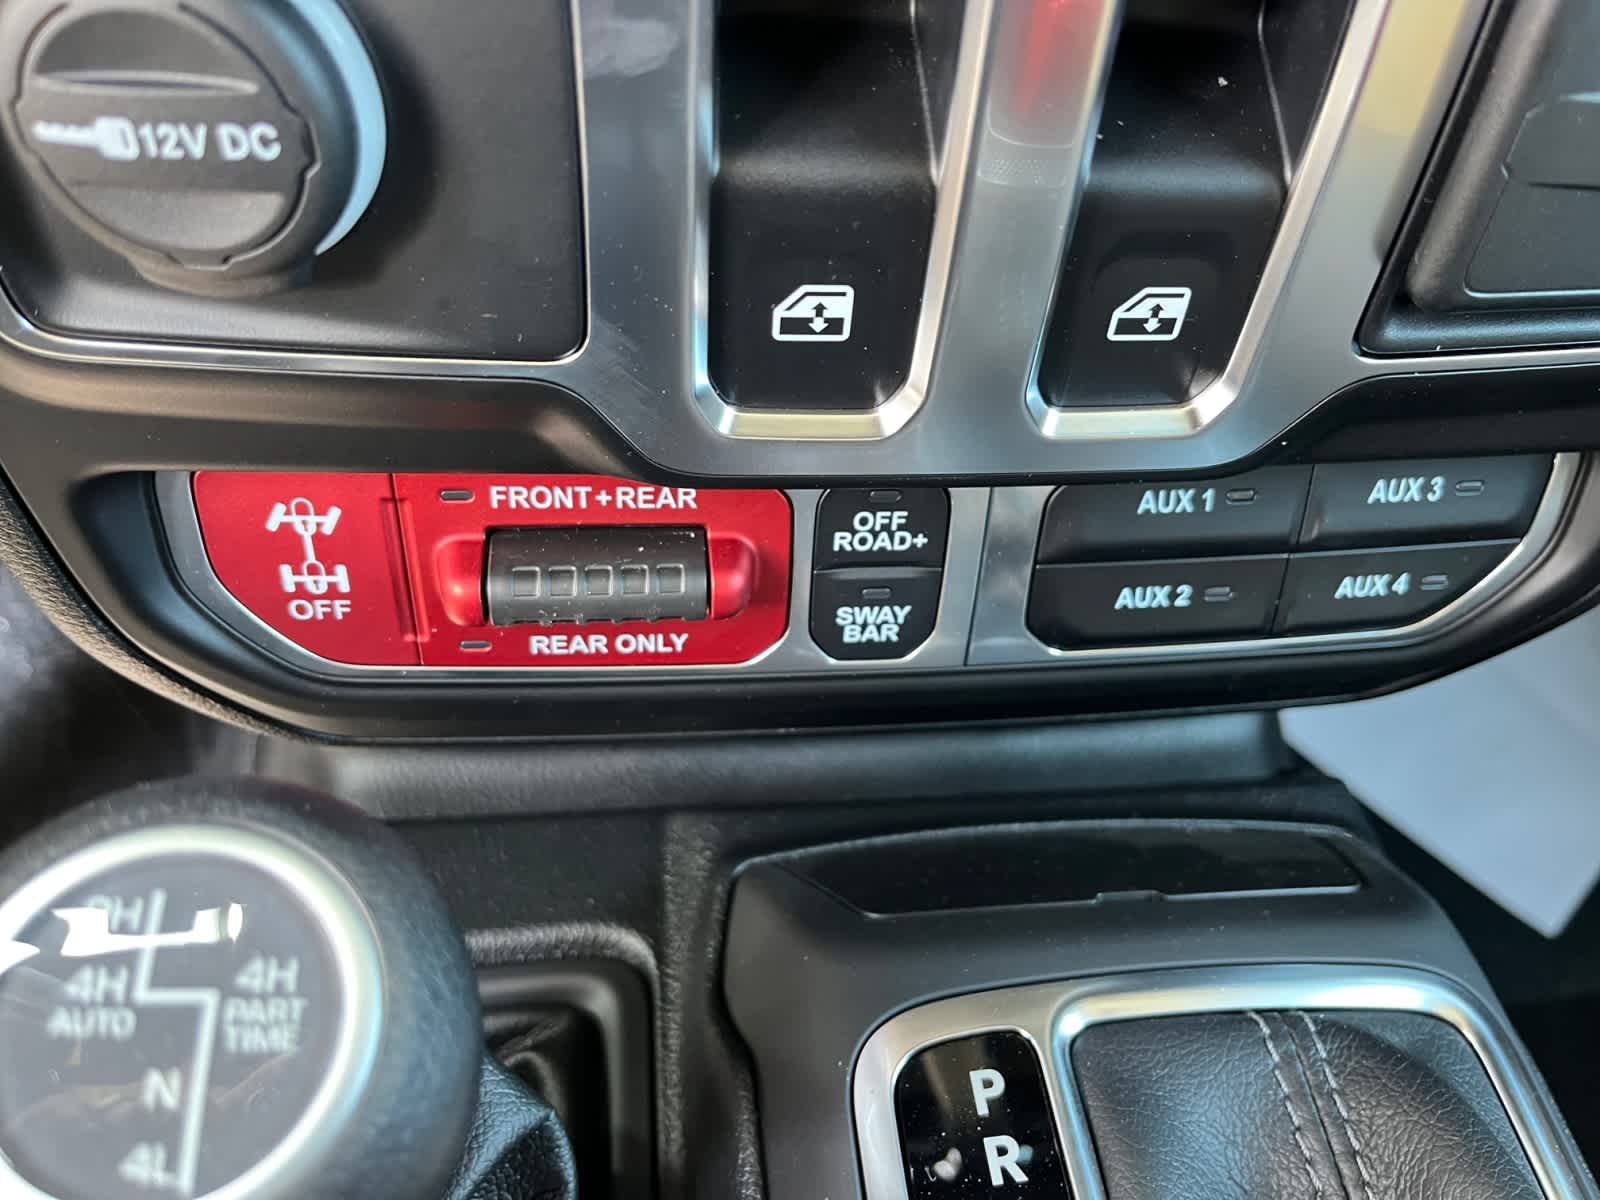 12V DC
FRONT+REAR
OFF
REAR ONLY
OFF
ROAD+
SWAY
BAR
AUX 1
AUX 3
AUX 2
AUX 4
2H
4H
AUTO
4H
PART
TIME
N
4L
P
R